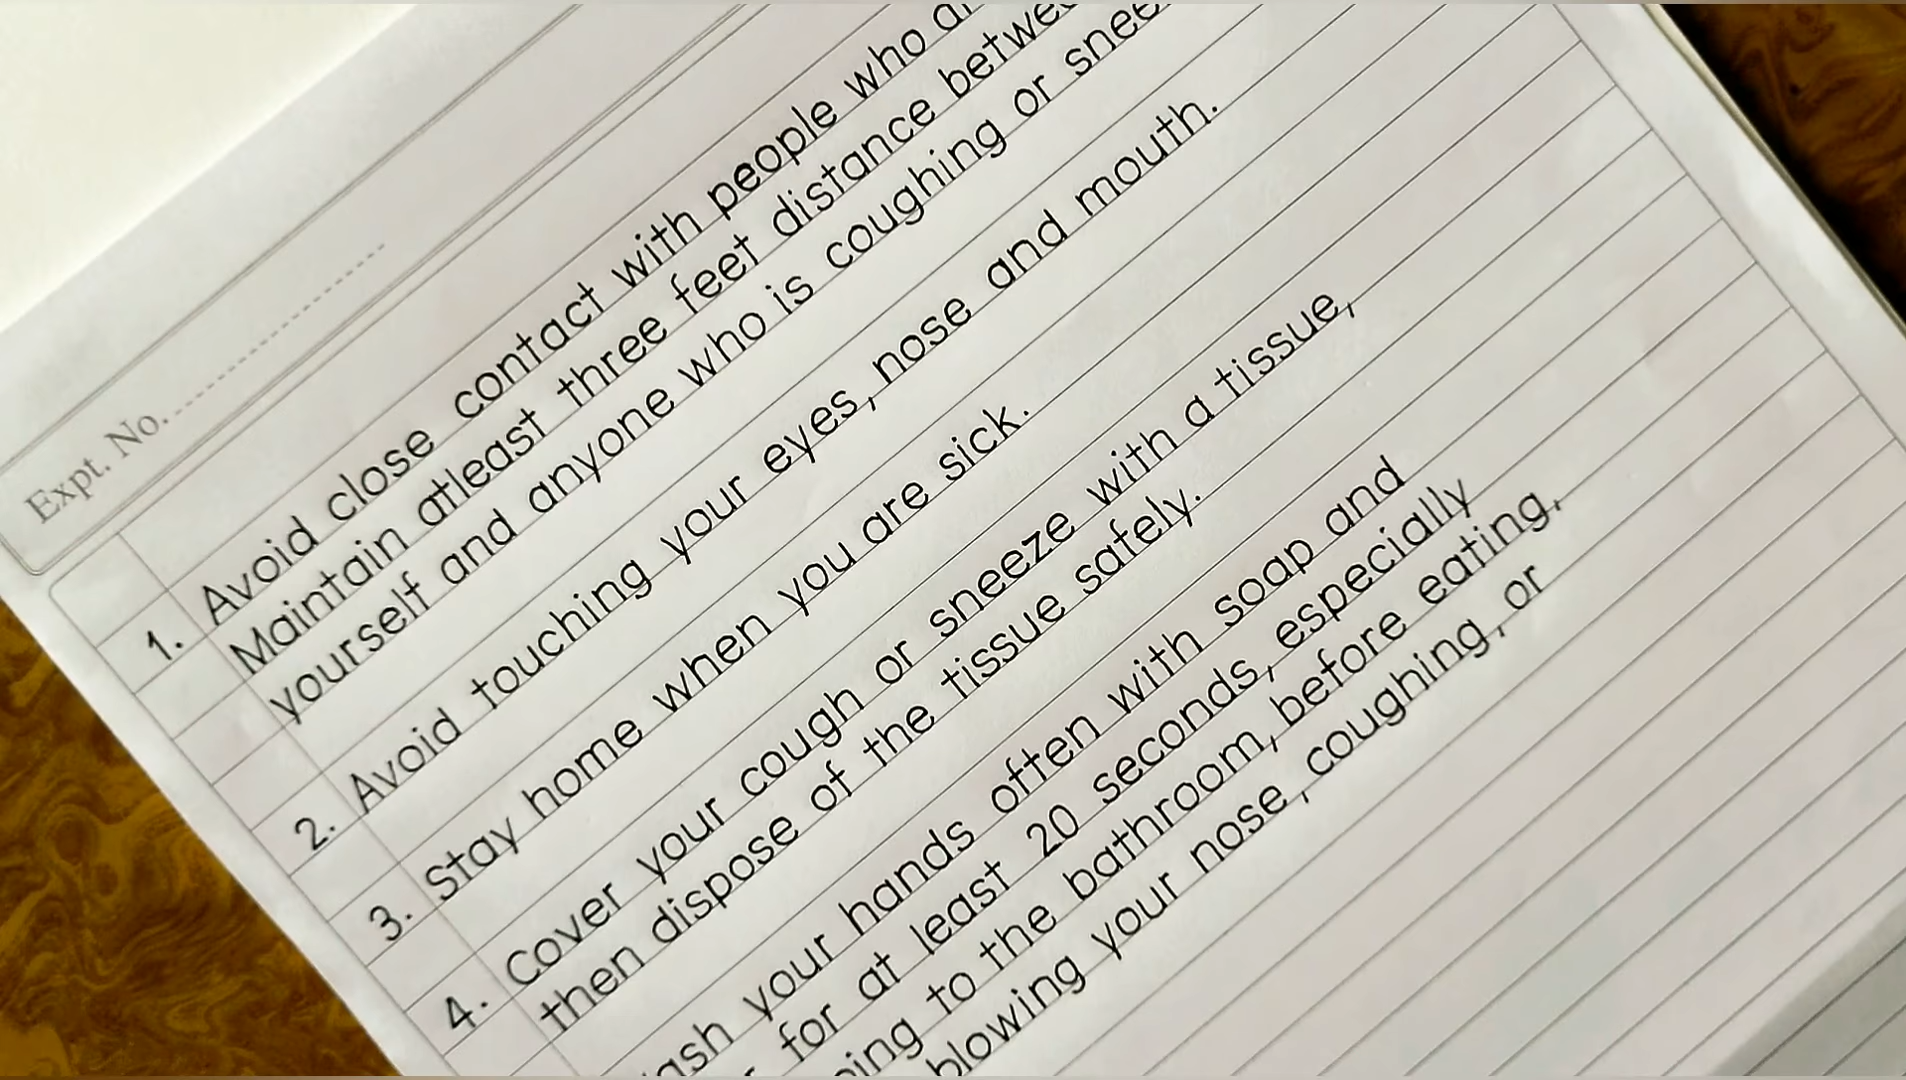 Expt. No.
1. Avoid close contact with people who
Maintain atleast three feet distance
yourself and anyone who is coughing or
2. Avoid touching your eyes, nose and mouth.
3. Stay home when you are sick.
4. Cover your cough or sneeze with a tissue,
then dispose of the tissue safely.
your hands often with soap and
for at least 20 seconds, especially
to the bathroom, before eating,
blowing your nose, coughing, or